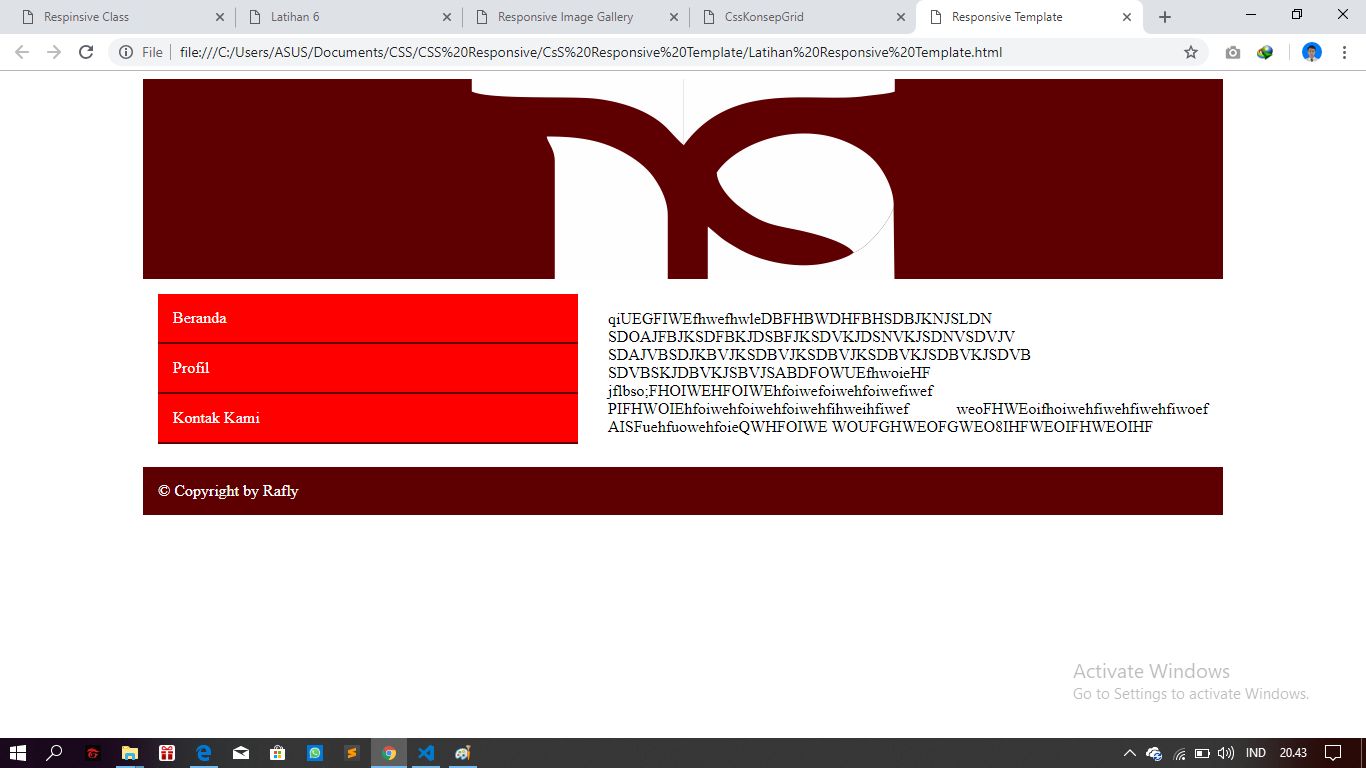 Respinsive Class
Latihan 6
Responsive Image Gallery
CssKonsepGrid
Responsive Template
File
file:///C:/Users/ASUS/Documents/CSS/CSS%20Responsive/CsS%20Responsive%20Template/Latihan%20Responsive%20Template.html
Beranda
Profil
Kontak Kami
qiUEGFIWEfhwefhwleDBFHBWDHFBHSDBJKNJSLDN
SDOAJFBJKSDFBKJDSBFJKSDVKJDSNVKJSDNVSDVJV
SDAJVBSDJKBVJKSDBVJKSDBVJKSDBVKJSDBVKJSDVB
SDVBSKJDBVKJSBVJSABDFOWUEfhwoieHF
jflbso;FHOIWEHFOIWEhfoiwefoiwehfoiwefiwef
PIFHWOIEhfoiwehfoiwehfoiwehfihweihfiwef weoFHWEoifhoiwehfiwehfiwehfiwoef
AISFuehfuowehfoieQWHFOIWE WOUFGHWEOFGWEO8IHFWEOIFHWEOIHF
© Copyright by Rafly
Activate Windows
Go to Settings to activate Windows.
IND
20.43